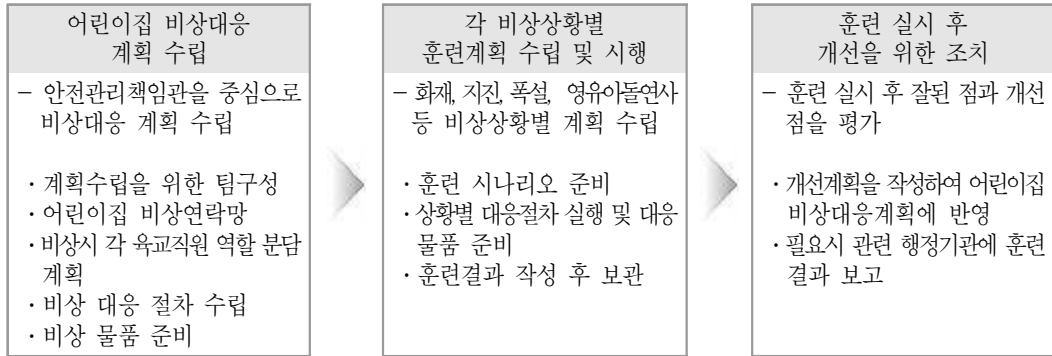 어린이집 비상대응
계획 수립
– 안전관리책임관을 중심으로
비상대응 계획 수립
· 계획수립을 위한 팀구성
· 어린이집 비상연락망
· 비상시 각 육교직원 역할 분담
계획
· 비상 대응 절차 수립
· 비상 물품 준비
각 비상상황별
훈련계획 수립 및 시행
– 화재, 지진, 폭설, 영유아돌연사
등 비상상황별 계획 수립
· 훈련 시나리오 준비
· 상황별 대응절차 실행 및 대응
물품 준비
· 훈련결과 작성 후 보관
훈련 실시 후
개선을 위한 조치
– 훈련 실시 후 잘된 점과 개선
점을 평가
· 개선계획을 작성하여 어린이집
비상대응계획에 반영
· 필요시 관련 행정기관에 훈련
결과 보고